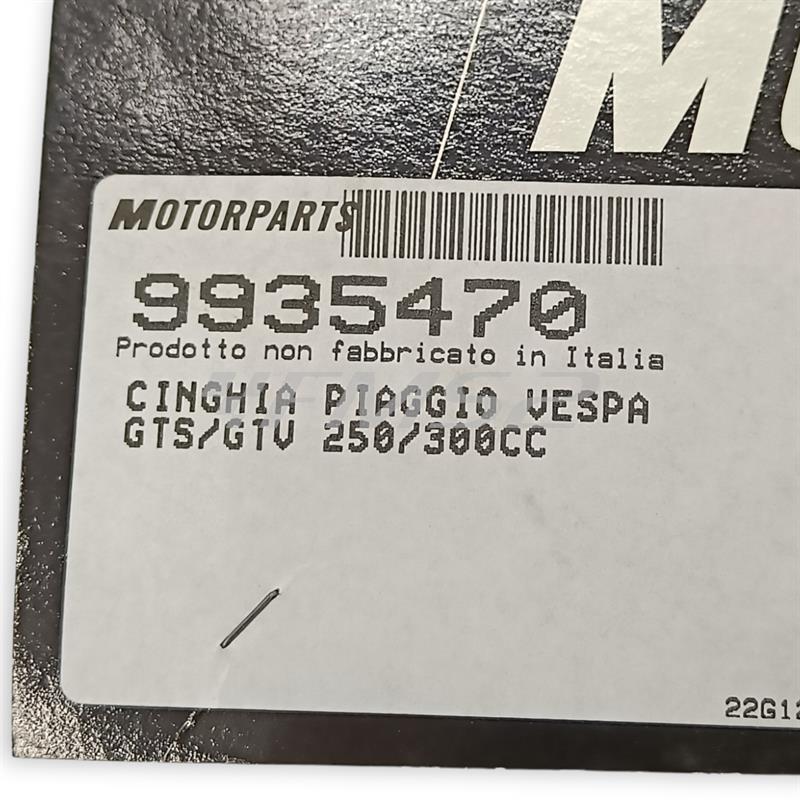 MOTORPARTS
9935470
Prodotto non fabbricato in Italia
CINGHIA PIAGGIO VESPA
GTS/GTV 250/300CC